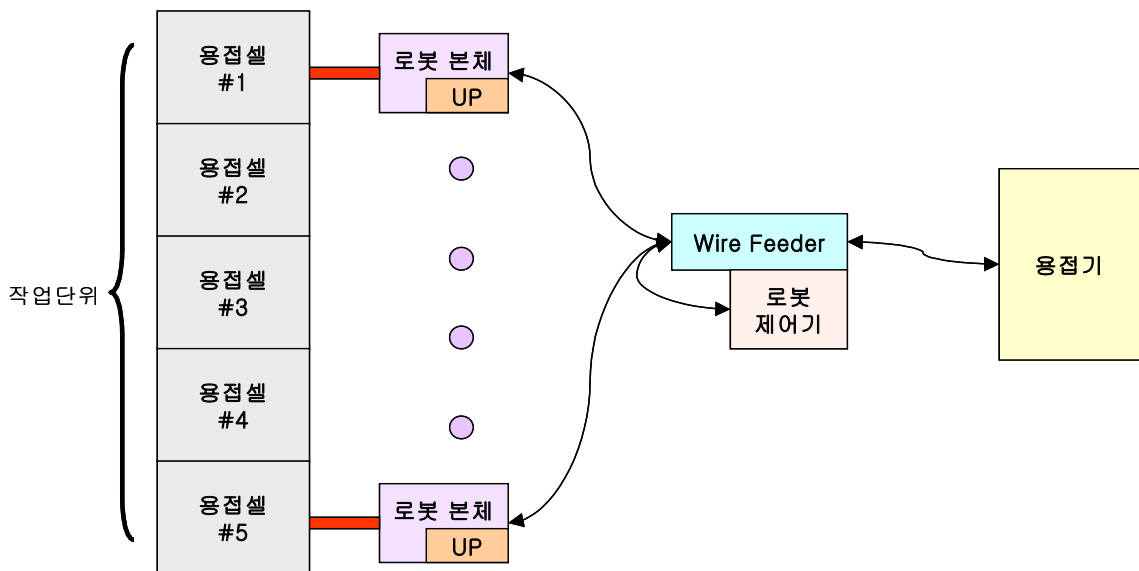 작업단위
용접셀
#1
용접셀
#2
용접셀
#3
용접셀
#4
용접셀
#5
로봇 본체
UP
로봇 본체
UP
Wire Feeder
로봇
제어기
용접기